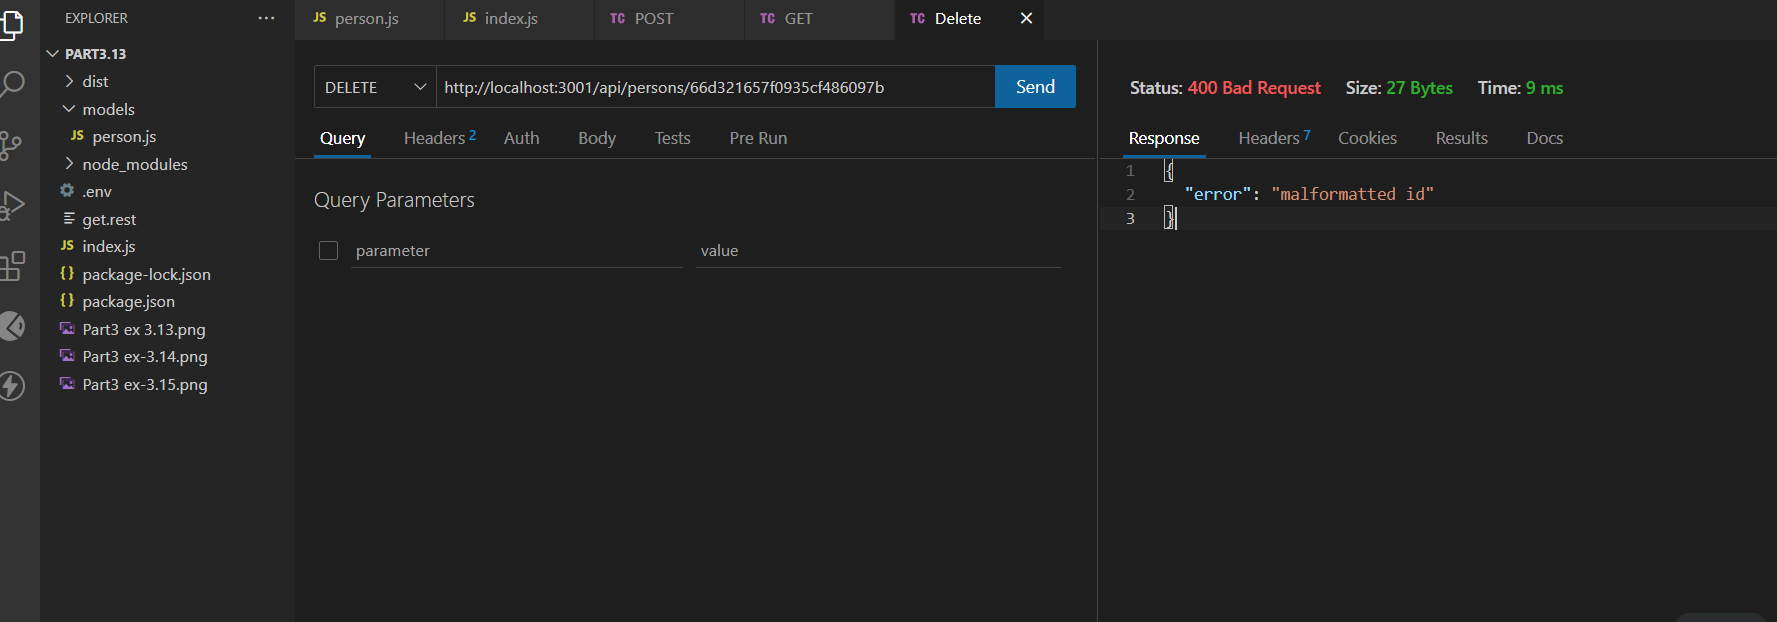 EXPLORER ...
PART3.13
dist
models
JS person.js
node_modules
.env
get.rest
JS index.js
{} package-lock.json
{} package.json
Part3 ex 3.13.png
Part3 ex-3.14.png
Part3 ex-3.15.png
JS person.js
JS index.js
TC POST
TC GET
TC Delete
DELETE http://localhost:3001/api/persons/66d321657f0935cf486097b Send
Query Headers 2 Auth Body Tests Pre Run
Query Parameters
parameter value
Status: 400 Bad Request Size: 27 Bytes Time: 9 ms
Response Headers 7 Cookies Results Docs
1 {
2 "error": "malformatted id"
3 }